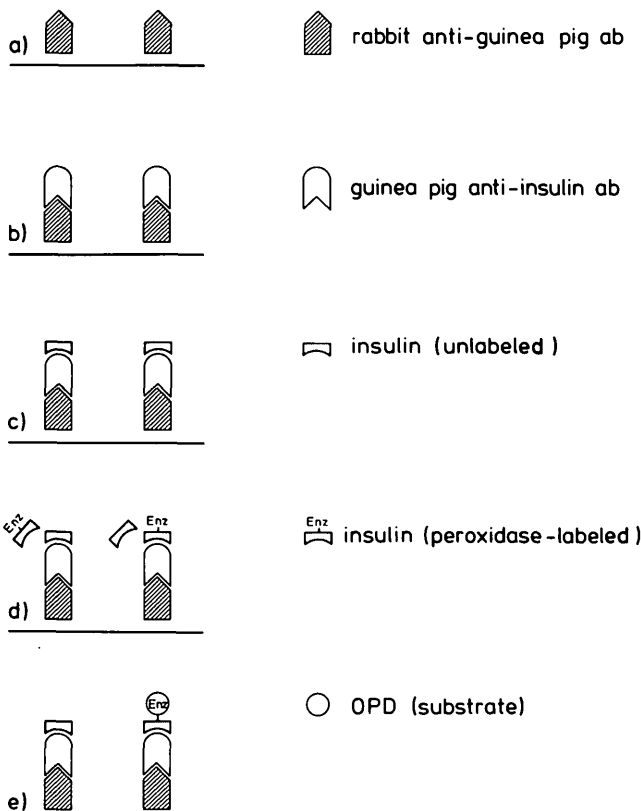 a) rabbit anti-guinea pig ab
b) guinea pig anti-insulin ab
c) insulin (unlabeled)
d) Enz Enz Enz insulin (peroxidase-labeled)
e) Enz OPD (substrate)